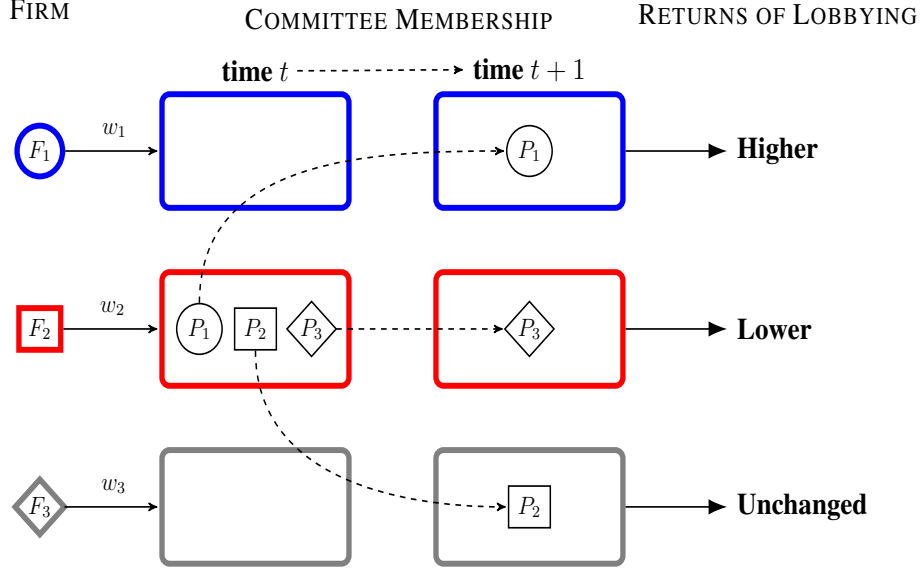 FIRM
COMMITTEE MEMBERSHIP
RETURNS OF LOBBYING
time t
time t + 1
F1
w1
P1
Higher
F2
w2
P1
P2
P3
P3
Lower
F3
w3
P2
Unchanged